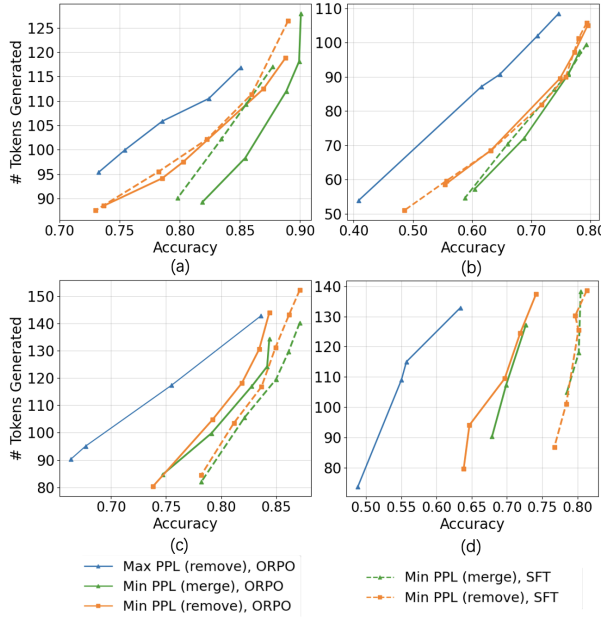 125
120
115
110
105
100
95
90
# Tokens Generated
0.70 0.75 0.80 0.85 0.90
Accuracy
(a)
110
100
90
80
70
60
50
0.40 0.50 0.60 0.70 0.80
Accuracy
(b)
150
140
130
120
110
100
90
80
# Tokens Generated
0.70 0.75 0.80 0.85
Accuracy
(c)
140
130
120
110
100
90
80
0.50 0.55 0.60 0.65 0.70 0.75 0.80
Accuracy
(d)
Max PPL (remove), ORPO
Min PPL (merge), ORPO
Min PPL (remove), ORPO
Min PPL (merge), SFT
Min PPL (remove), SFT